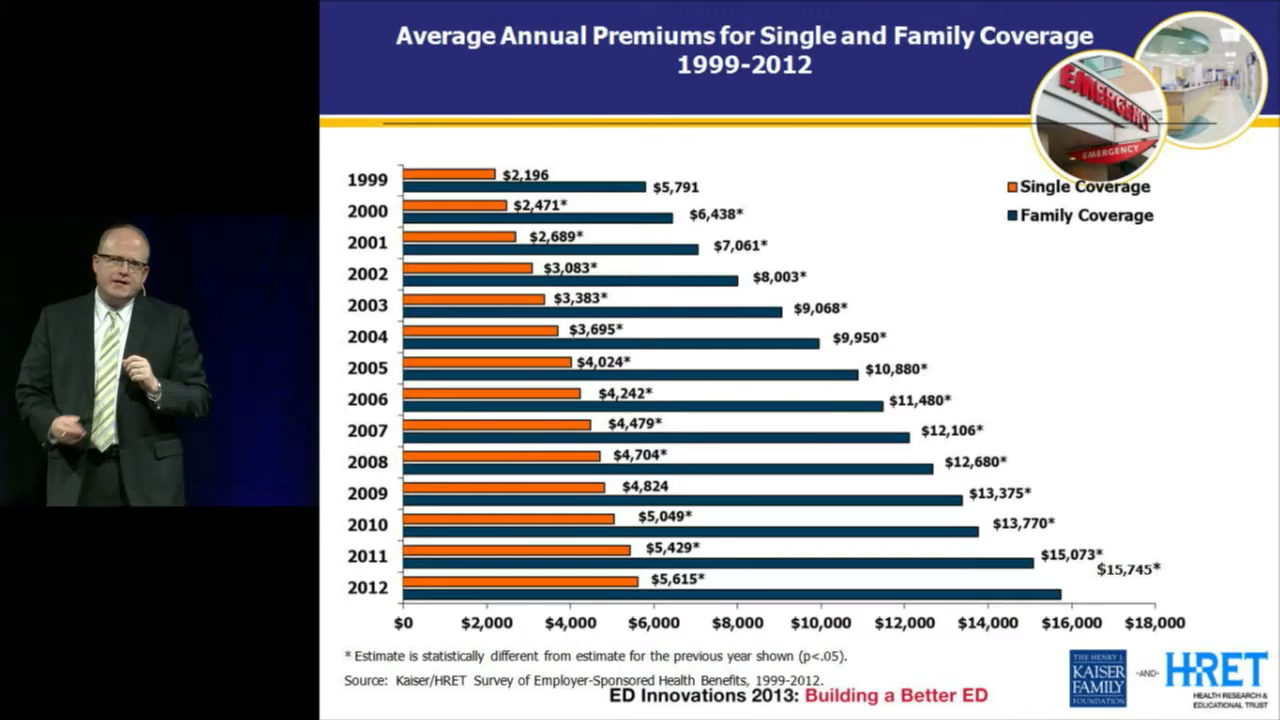 Average Annual Premiums for Single and Family Coverage
1999-2012
EMERGENCY
EMERGENCY
Single Coverage
Family Coverage
1999 $2,196 $5,791
2000 $2,471* $6,438*
2001 $2,689* $7,061*
2002 $3,083* $8,003*
2003 $3,383* $9,068*
2004 $3,695* $9,950*
2005 $4,024* $10,880*
2006 $4,242* $11,480*
2007 $4,479* $12,106*
2008 $4,704* $12,680*
2009 $4,824 $13,375*
2010 $5,049* $13,770*
2011 $5,429* $15,073*
2012 $5,615* $15,745*
$0 $2,000 $4,000 $6,000 $8,000 $10,000 $12,000 $14,000 $16,000 $18,000
* Estimate is statistically different from estimate for the previous year shown (p<.05).
Source: Kaiser/HRET Survey of Employer-Sponsored Health Benefits, 1999-2012.
ED Innovations 2013: Building a Better ED
THE HENRY J.
KAISER
FAMILY
FOUNDATION
-AND-
HRET
HEALTH RESEARCH &
EDUCATIONAL TRUST